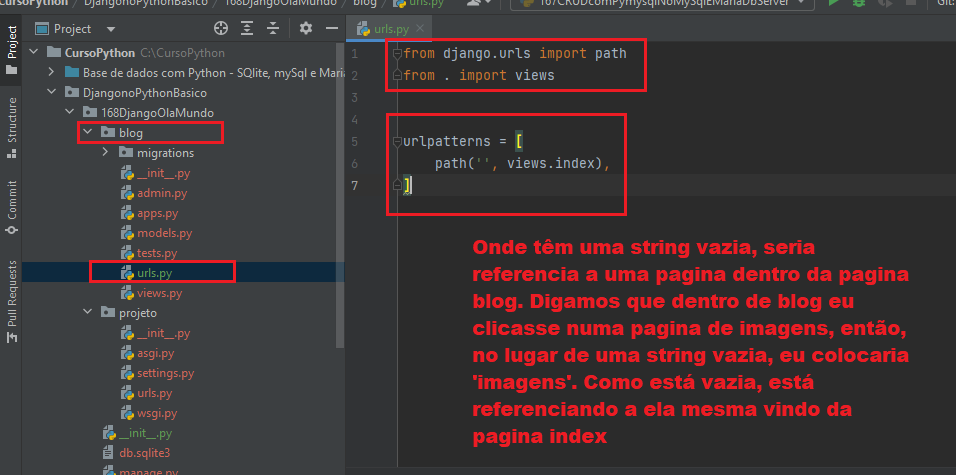 CursoPython
DjangonoPythonBasico
168DjangoOlaMundo
blog
urls.py
167CRUDcomPymysqlNoMySqlEMariaDbServer
Git:
Project
urls.py
Project
CursoPython C:\CursoPython
Base de dados com Python - SQlite, mySql e Maria
DjangonoPythonBasico
168DjangoOlaMundo
blog
migrations
__init__.py
admin.py
apps.py
models.py
tests.py
urls.py
views.py
projeto
__init__.py
asgi.py
settings.py
urls.py
wsgi.py
__init__.py
db.sqlite3
manage.py
Structure
Commit
Pull Requests
1 from django.urls import path
2 from . import views
3
4
5 urlpatterns = [
6 path('', views.index),
7 ]
Onde têm uma string vazia, seria
referencia a uma pagina dentro da pagina
blog. Digamos que dentro de blog eu
clicasse numa pagina de imagens, então,
no lugar de uma string vazia, eu colocaria
'imagens'. Como está vazia, está
referenciando a ela mesma vindo da
pagina index